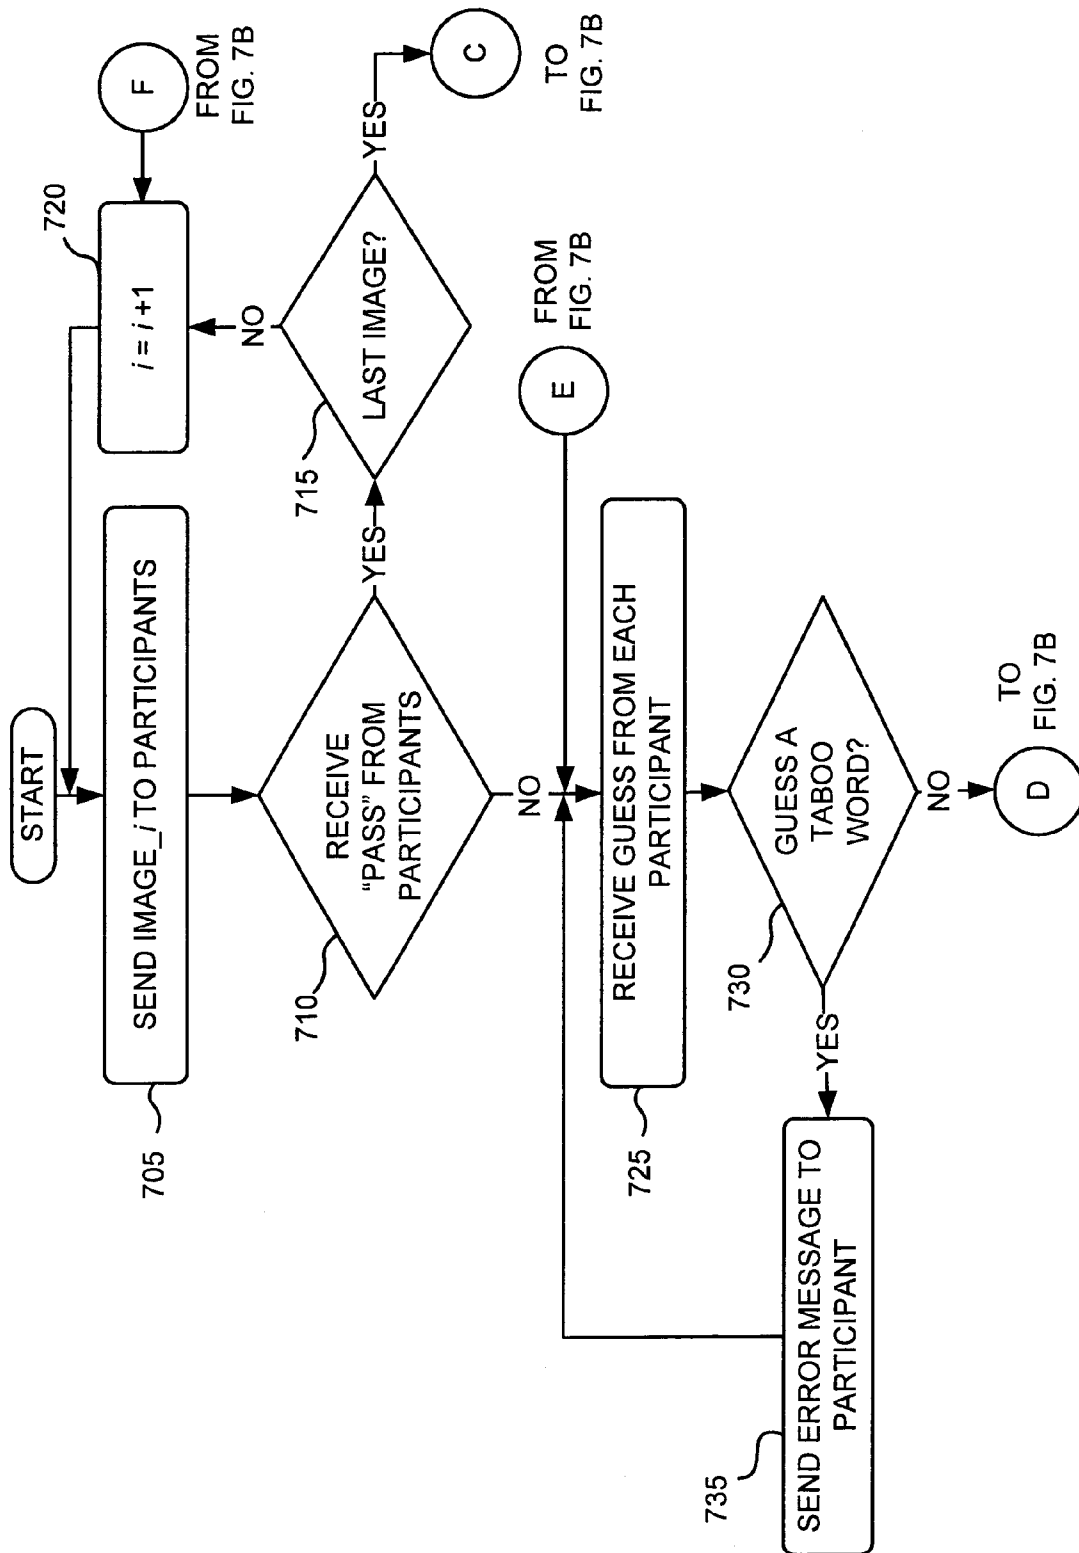 START
705
SEND IMAGE_i TO PARTICIPANTS
720
i = i +1
F
FROM
FIG. 7B
710
RECEIVE
“PASS” FROM
PARTICIPANTS
YES
NO
715
LAST IMAGE?
NO
YES
C
TO
FIG. 7B
E
FROM
FIG. 7B
725
RECEIVE GUESS FROM EACH
PARTICIPANT
730
GUESS A
TABOO
WORD?
YES
NO
735
SEND ERROR MESSAGE TO
PARTICIPANT
D
TO
FIG. 7B